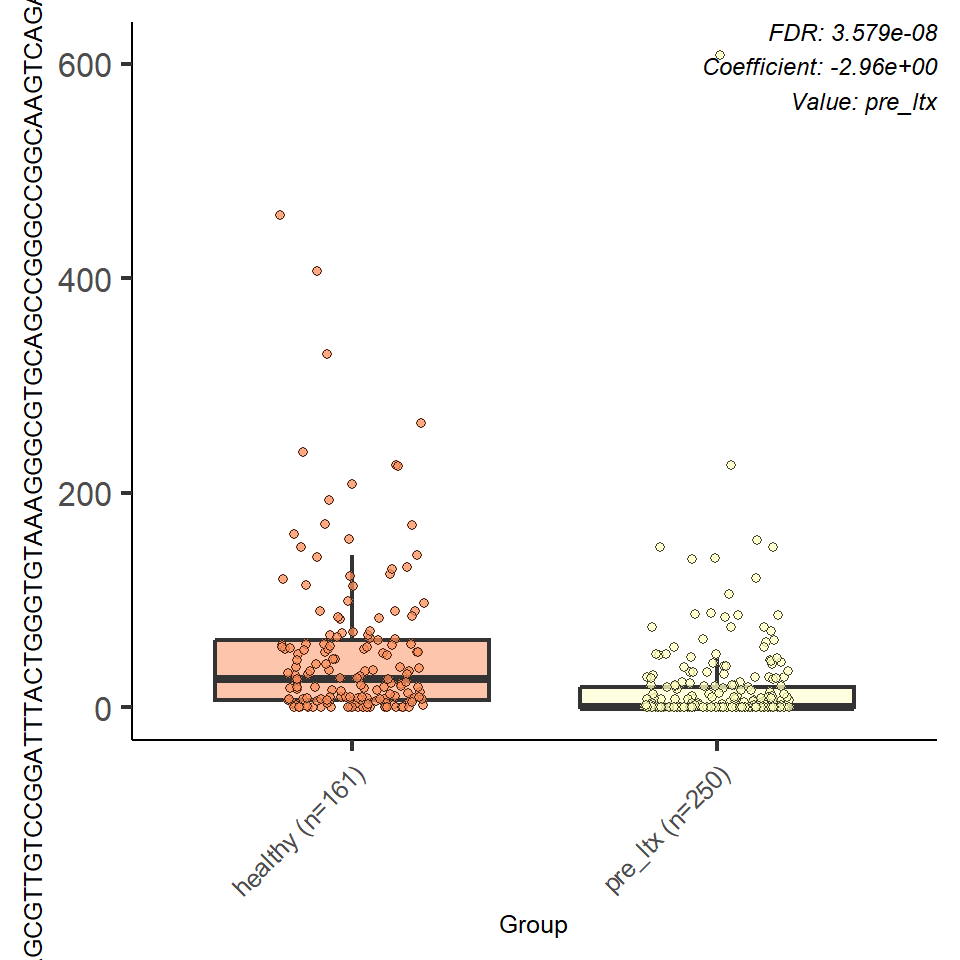 FDR: 3.579e-08
Coefficient: -2.96e+00
Value: pre_ltx
600
400
200
0
GCGTTGTCCGGATTTACTGGGTGTAAAGGGCGTGCAGCCGGGCCGGCAAGTCAGA
healthy (n=161)
pre_ltx (n=250)
Group